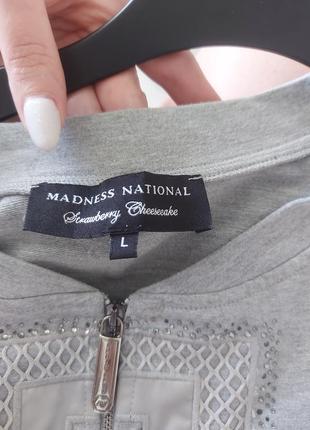 MADNESS NATIONAL
Strawberry Cheesecake
L